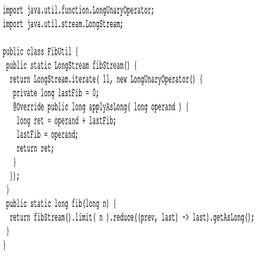 import java.util.function.LongUnaryOperator;
import java.util.stream.LongStream;

public class FibUtil {
 public static LongStream fibStream() {
  return LongStream.iterate( 1l, new LongUnaryOperator() {
   private long lastFib = 0;
   @Override public long applyAsLong( long operand ) {
    long ret = operand + lastFib;
    lastFib = operand;
    return ret;
   }
  });
 }
 public static long fib(long n) {
  return fibStream().limit( n ).reduce((prev, last) -> last).getAsLong();
 }
}